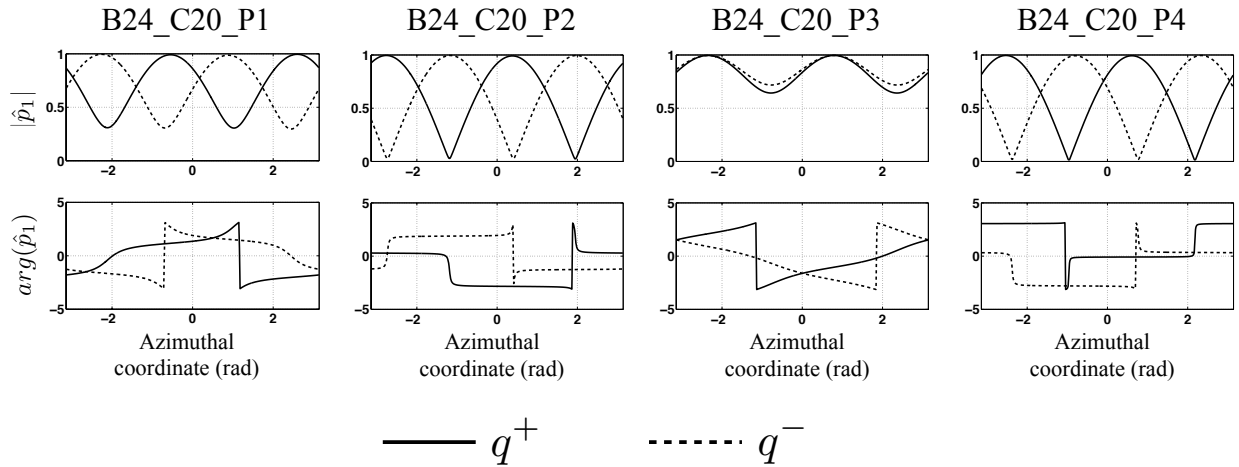 B24_C20_P1 B24_C20_P2 B24_C20_P3 B24_C20_P4
|p̂₁|
1 1 1 1
0.5 0.5 0.5 0.5
0 0 0 0
−2 0 2 −2 0 2 −2 0 2 −2 0 2
arg(p̂₁)
5 5 5 5
0 0 0 0
−5 −5 −5 −5
−2 0 2 −2 0 2 −2 0 2 −2 0 2
Azimuthal Azimuthal Azimuthal Azimuthal
coordinate (rad) coordinate (rad) coordinate (rad) coordinate (rad)
q⁺ q⁻